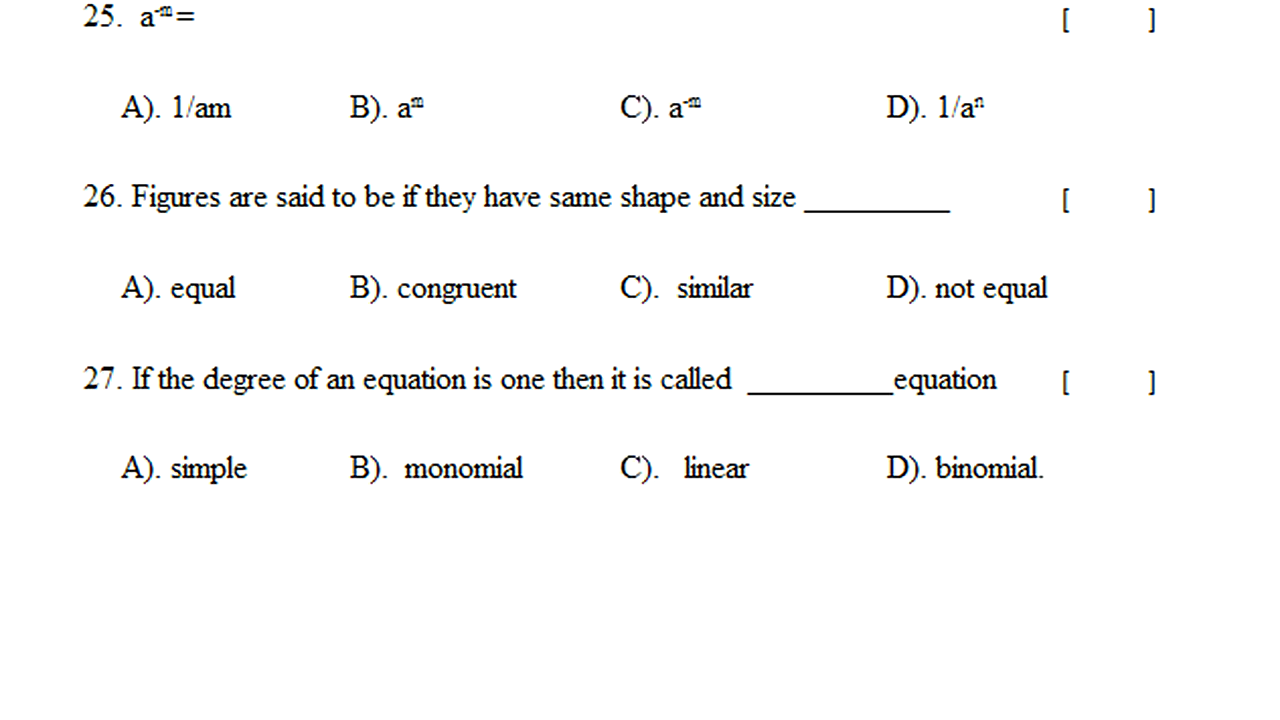 25. a⁻ᵐ= [ ]
A). 1/am B). aᵐ C). a⁻ᵐ D). 1/aⁿ
26. Figures are said to be if they have same shape and size __________ [ ]
A). equal B). congruent C). similar D). not equal
27. If the degree of an equation is one then it is called __________equation [ ]
A). simple B). monomial C). linear D). binomial.